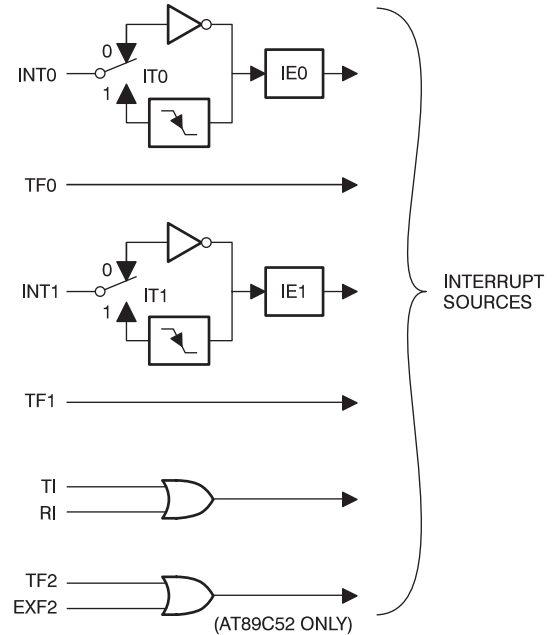 0
INT0
IT0
IE0
1
TF0
0
INT1
IT1
IE1
1
INTERRUPT
SOURCES
TF1
TI
RI
TF2
EXF2
(AT89C52 ONLY)